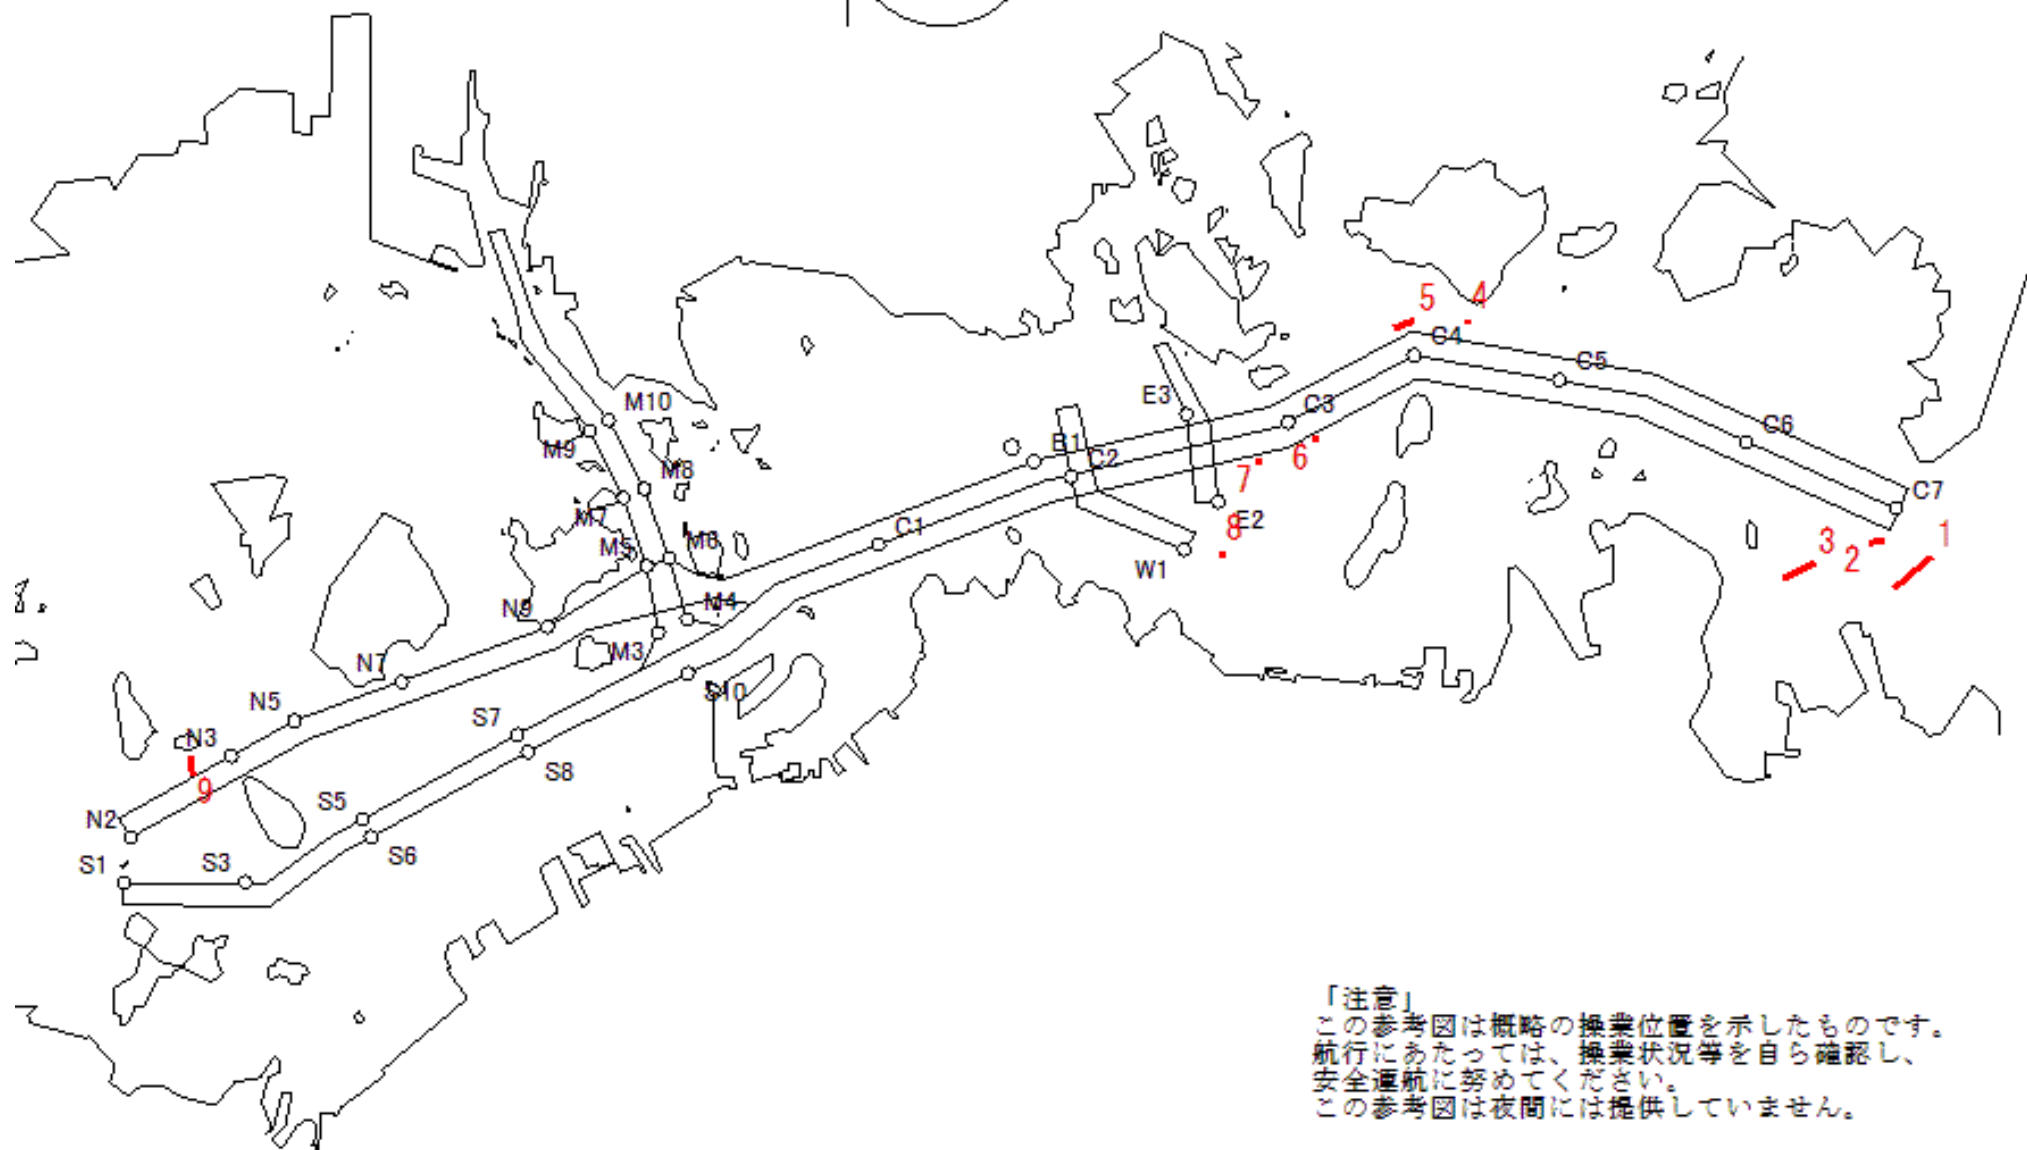 5
4
C4
C5
M10
E3
C3
C6
M9
B1
C2
6
M8
7
C7
M7
C1
8
E2
M5
M6
3
2
1
W1
N9
M4
M3
N7
S10
N5
S7
N3
S8
9
S5
N2
S6
S1
S3
「注意」
この参考図は概略の操業位置を示したものです。
航行にあたっては、操業状況等を自ら確認し、
安全運航に努めてください。
この参考図は夜間には提供していません。